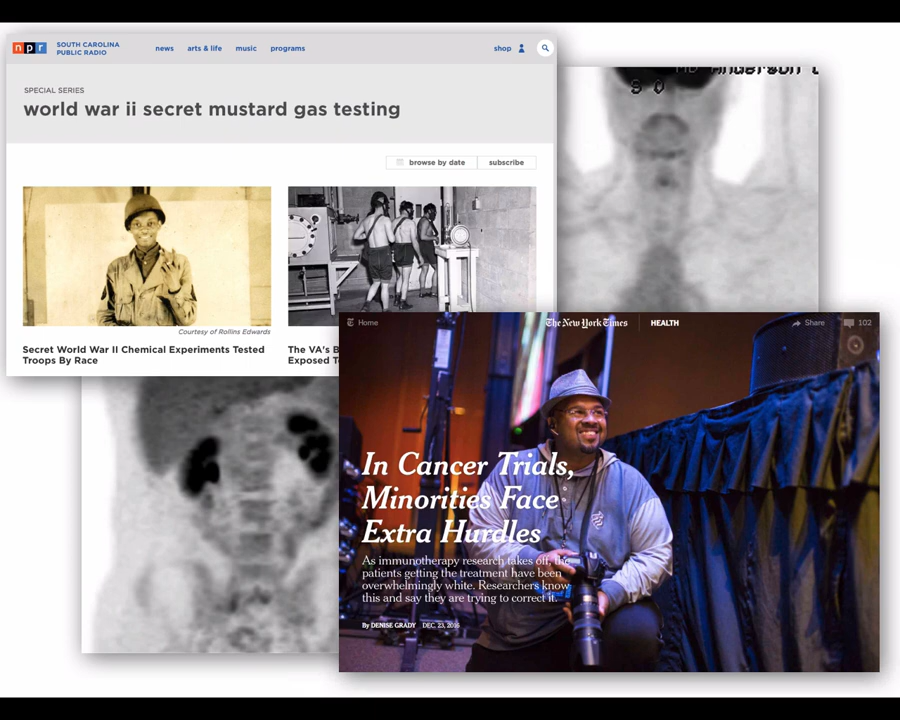 npr
SOUTH CAROLINA
PUBLIC RADIO
news arts & life music programs
shop
SPECIAL SERIES
world war ii secret mustard gas testing
browse by date subscribe
Courtesy of Rollins Edwards
Secret World War II Chemical Experiments Tested
Troops By Race
The VA's B
Exposed T
MD Anderson C
9 0
Home
The New York Times
HEALTH
Share
102
In Cancer Trials,
Minorities Face
Extra Hurdles
As immunotherapy research takes off, the
patients getting the treatment have been
overwhelmingly white. Researchers know
this and say they are trying to correct it.
By DENISE GRADY DEC. 23, 2016